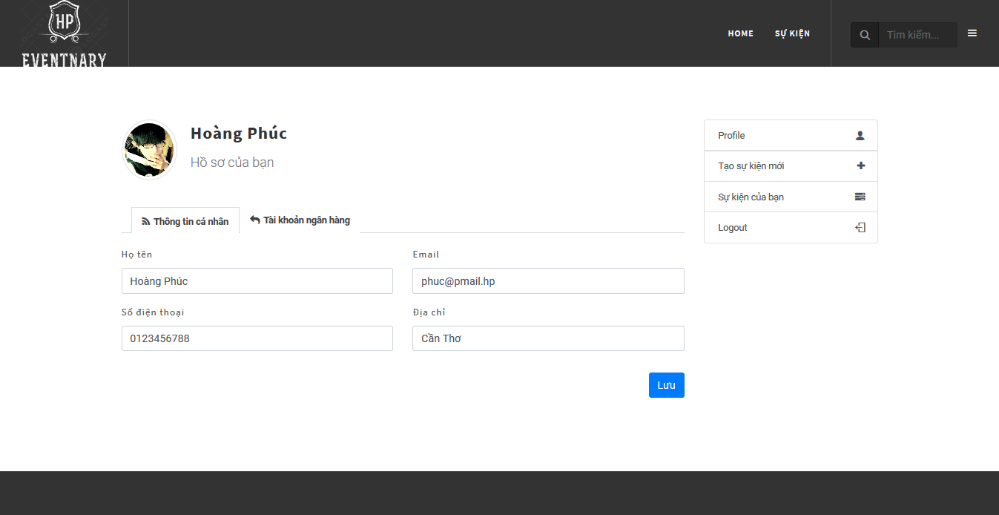 HP
EVENTNARY
HOME
SỰ KIỆN
Tìm kiếm...
Hoàng Phúc
Hồ sơ của bạn
Profile
Tạo sự kiện mới
Sự kiện của bạn
Logout
Thông tin cá nhân
Tài khoản ngân hàng
Họ tên
Email
Hoàng Phúc
phuc@pmail.hp
Số điện thoại
Địa chỉ
0123456788
Cần Thơ
Lưu